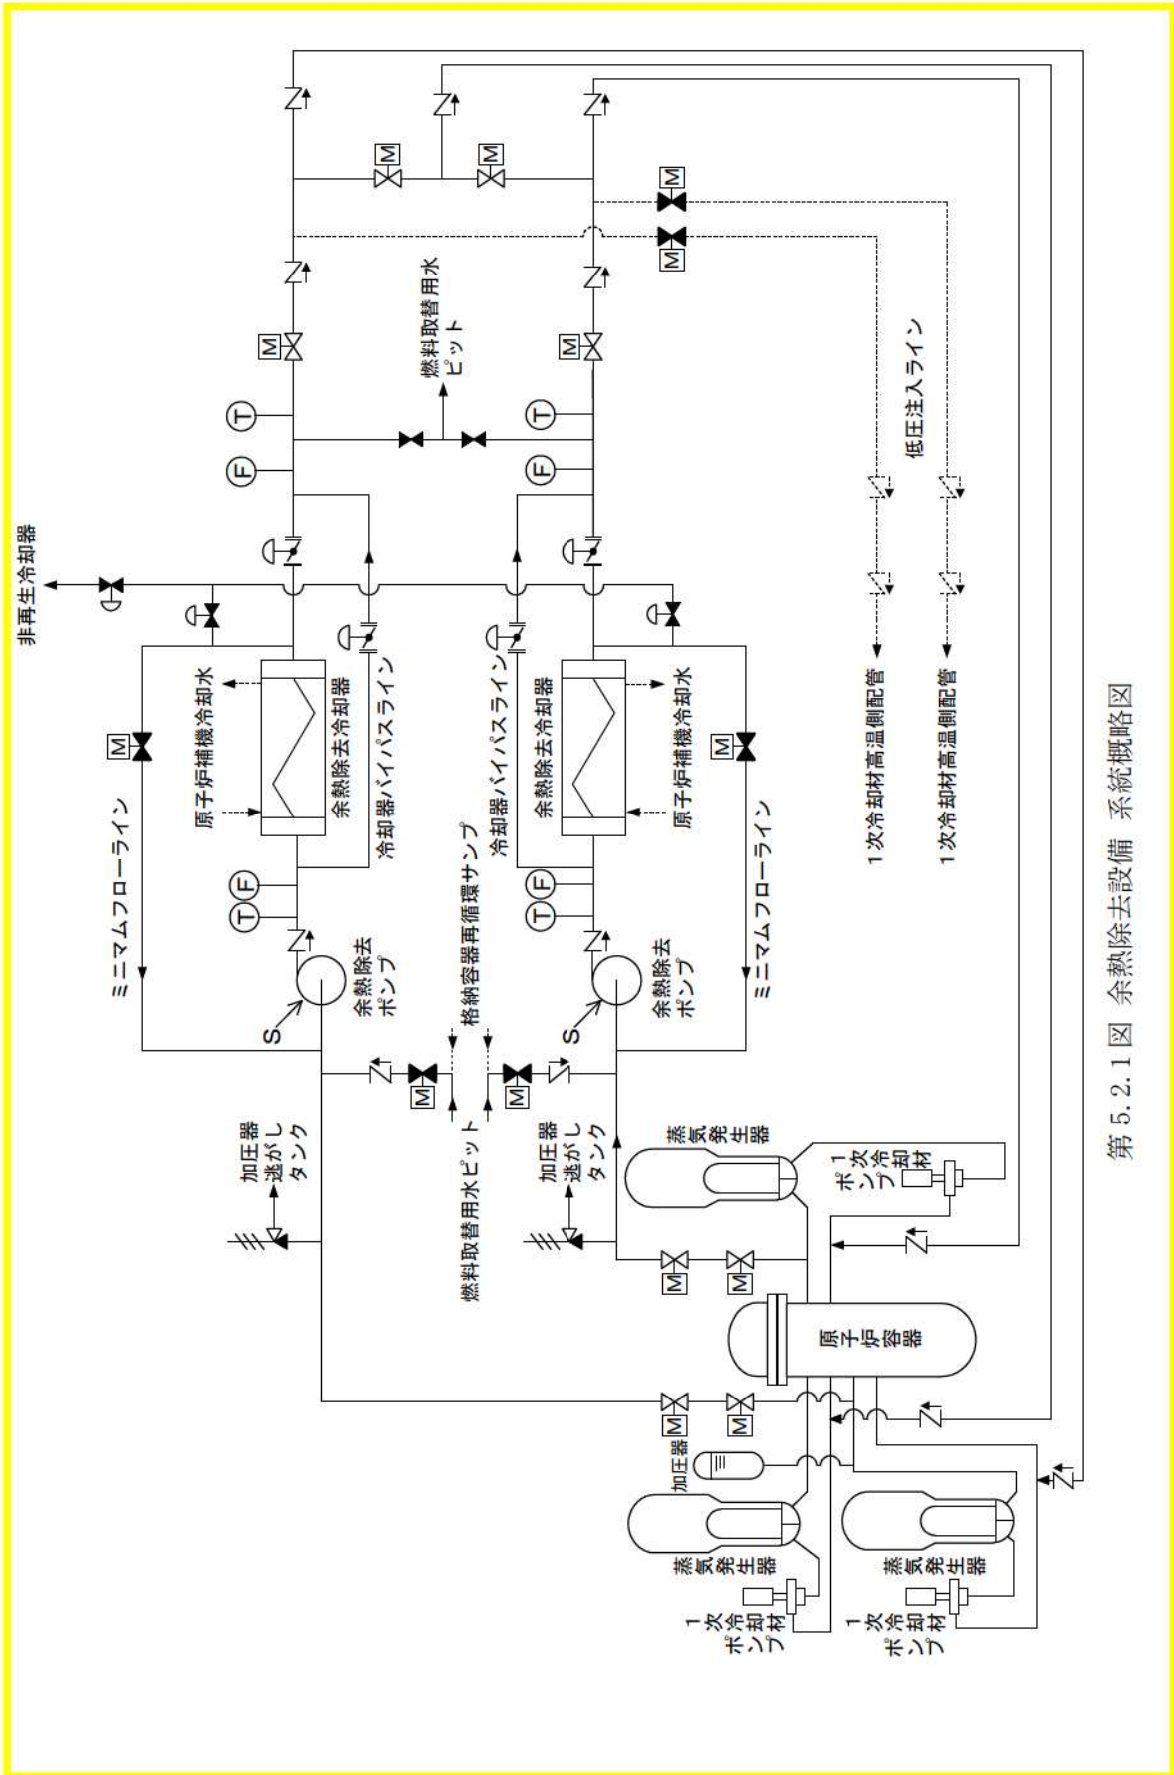 非再生冷却器
ミニマムフローライン
M
原子炉補機冷却水
余熱除去冷却器
冷却器バイパスライン
T
F
F
T
M
M
M
燃料取替用水
ピット
S
余熱除去
ポンプ
格納容器再循環サンプ
冷却器バイパスライン
余熱除去冷却器
原子炉補機冷却水
T
F
F
T
M
M
M
M
ミニマムフローライン
S
余熱除去
ポンプ
加圧器
逃がし
タンク
M
M
燃料取替用水ピット
加圧器
逃がし
タンク
低圧注入ライン
1次冷却材高温側配管
1次冷却材高温側配管
蒸気発生器
1次冷却材
ポンプ
M
M
原子炉容器
M
M
加圧器
蒸気発生器
1次冷却材
ポンプ
蒸気発生器
1次冷却材
ポンプ
第5.2.1図 余熱除去設備 系統概略図